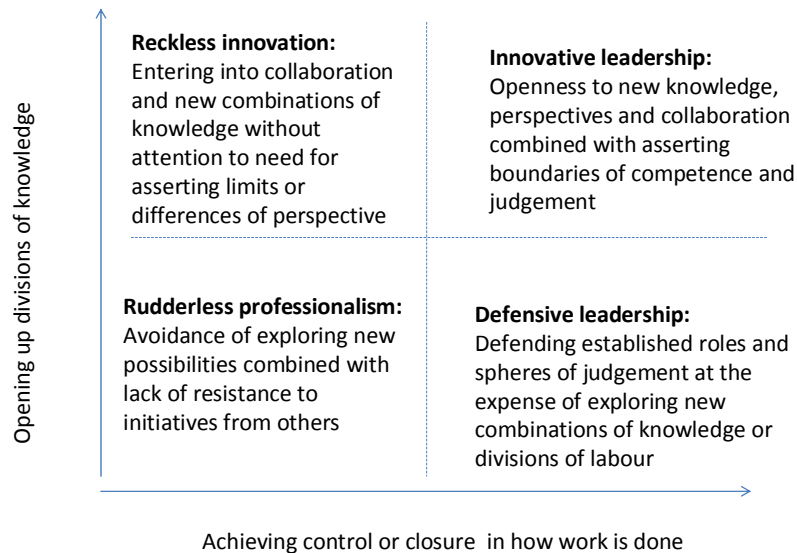 Opening up divisions of knowledge
Reckless innovation:
Entering into collaboration
and new combinations of
knowledge without
attention to need for
asserting limits or
differences of perspective
Innovative leadership:
Openness to new knowledge,
perspectives and collaboration
combined with asserting
boundaries of competence and
judgement
Rudderless professionalism:
Avoidance of exploring new
possibilities combined with
lack of resistance to
initiatives from others
Defensive leadership:
Defending established roles and
spheres of judgement at the
expense of exploring new
combinations of knowledge or
divisions of labour
Achieving control or closure in how work is done